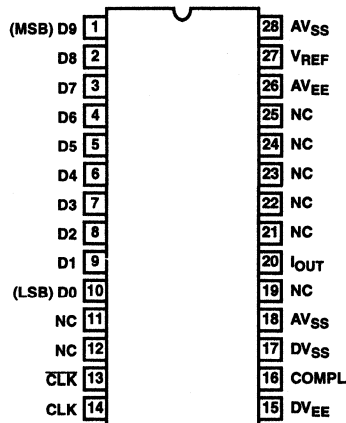 (MSB) D9 1 28 AVSS
D8 2 27 VREF
D7 3 26 AVEE
D6 4 25 NC
D5 5 24 NC
D4 6 23 NC
D3 7 22 NC
D2 8 21 NC
D1 9 20 IOUT
(LSB) D0 10 19 NC
NC 11 18 AVSS
NC 12 17 DVSS
C̅L̅K̅ 13 16 COMPL
CLK 14 15 DVEE